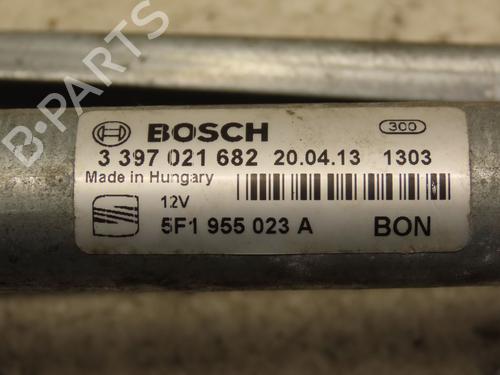 BOSCH 300
3 397 021 682 20.04.13 1303
Made in Hungary
12V
5F1 955 023 A BON
B-PARTS